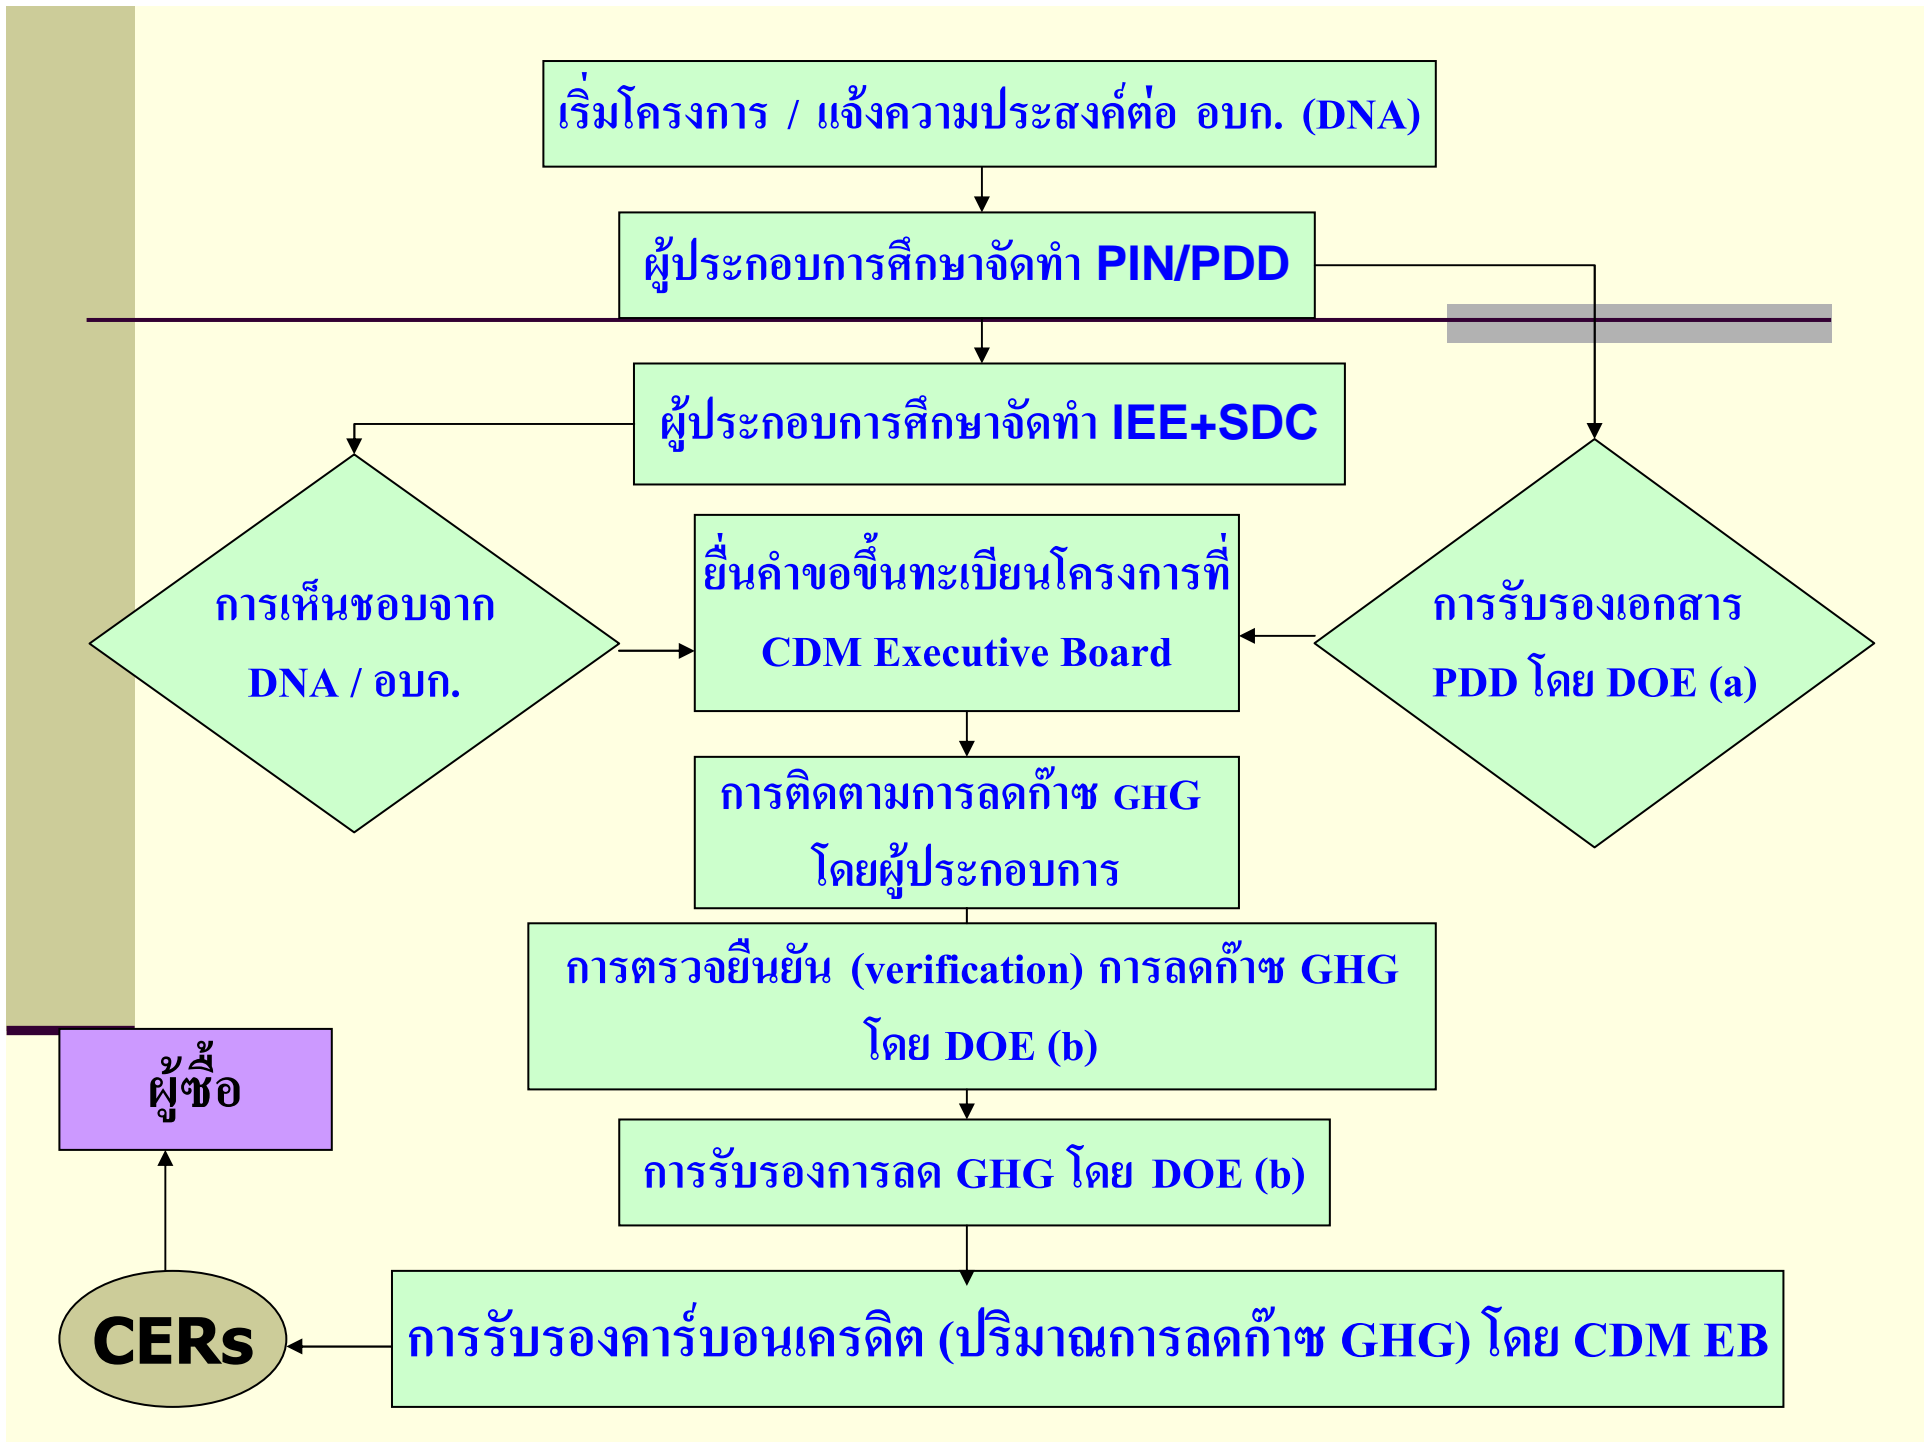 เริ่มโครงการ / แจ้งความประสงค์ต่อ อบก. (DNA)
ผู้ประกอบการศึกษาจัดทำ PIN/PDD
ผู้ประกอบการศึกษาจัดทำ IEE+SDC
การเห็นชอบจาก
DNA / อบก.
ยื่นคำขอขึ้นทะเบียนโครงการที่
CDM Executive Board
การรับรองเอกสาร
PDD โดย DOE (a)
การติดตามการลดก๊าซ GHG
โดยผู้ประกอบการ
การตรวจยืนยัน (verification) การลดก๊าซ GHG
โดย DOE (b)
ผู้ซื้อ
การรับรองการลด GHG โดย DOE (b)
CERs
การรับรองคาร์บอนเครดิต (ปริมาณการลดก๊าซ GHG) โดย CDM EB